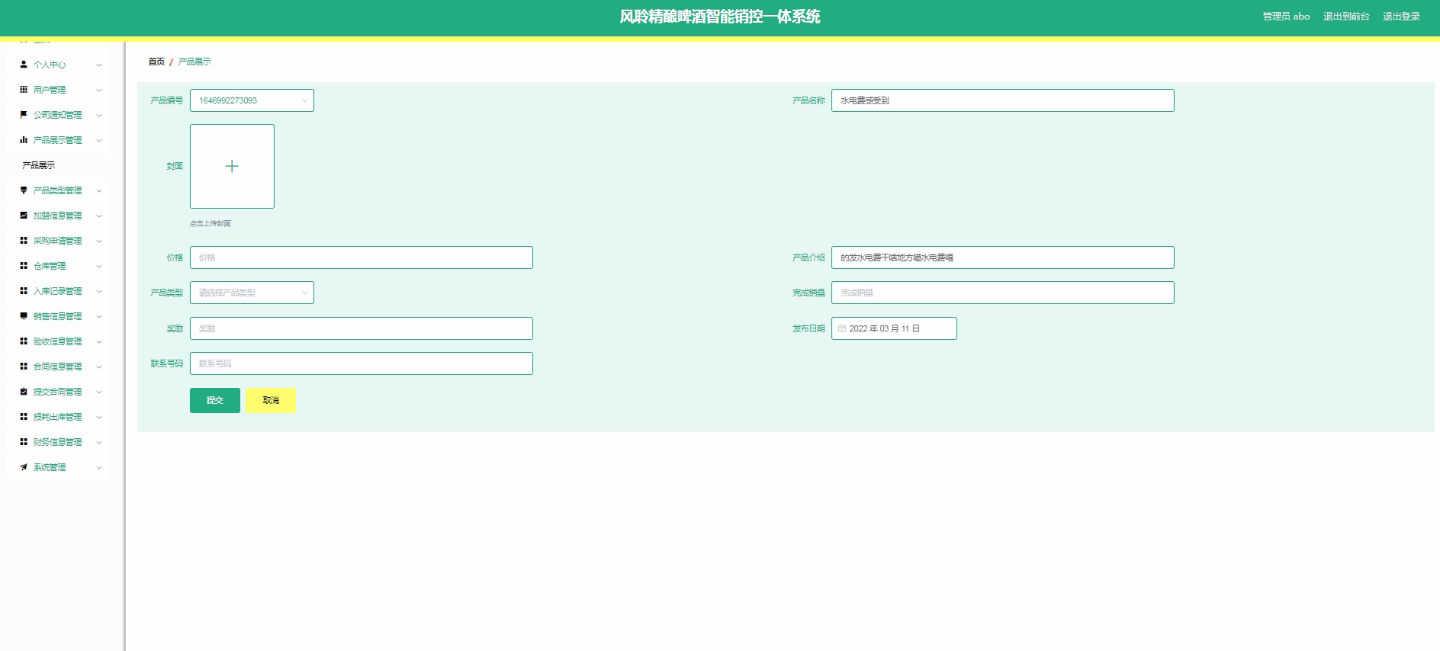 风聆精酿啤酒智能销控一体系统
管理员 abo 退出到前台 退出登录
个人中心
用户管理
公司通知管理
产品展示管理
产品展示
产品类型管理
加盟信息管理
采购申请管理
仓库管理
入库记录管理
销售信息管理
验收信息管理
合同信息管理
提交合同管理
损耗出库管理
财务信息管理
系统管理
首页 / 产品展示
产品编号 1646992273093
产品名称 水电费感受到
封面
点击上传封面
价格 价格
产品介绍 的发水电费干啥地方噶水电费嘎
产品类型 请选择产品类型
完成销量 完成销量
奖励 奖励
发布日期 2022 年 03 月 11 日
联系号码 联系号码
提交 取消